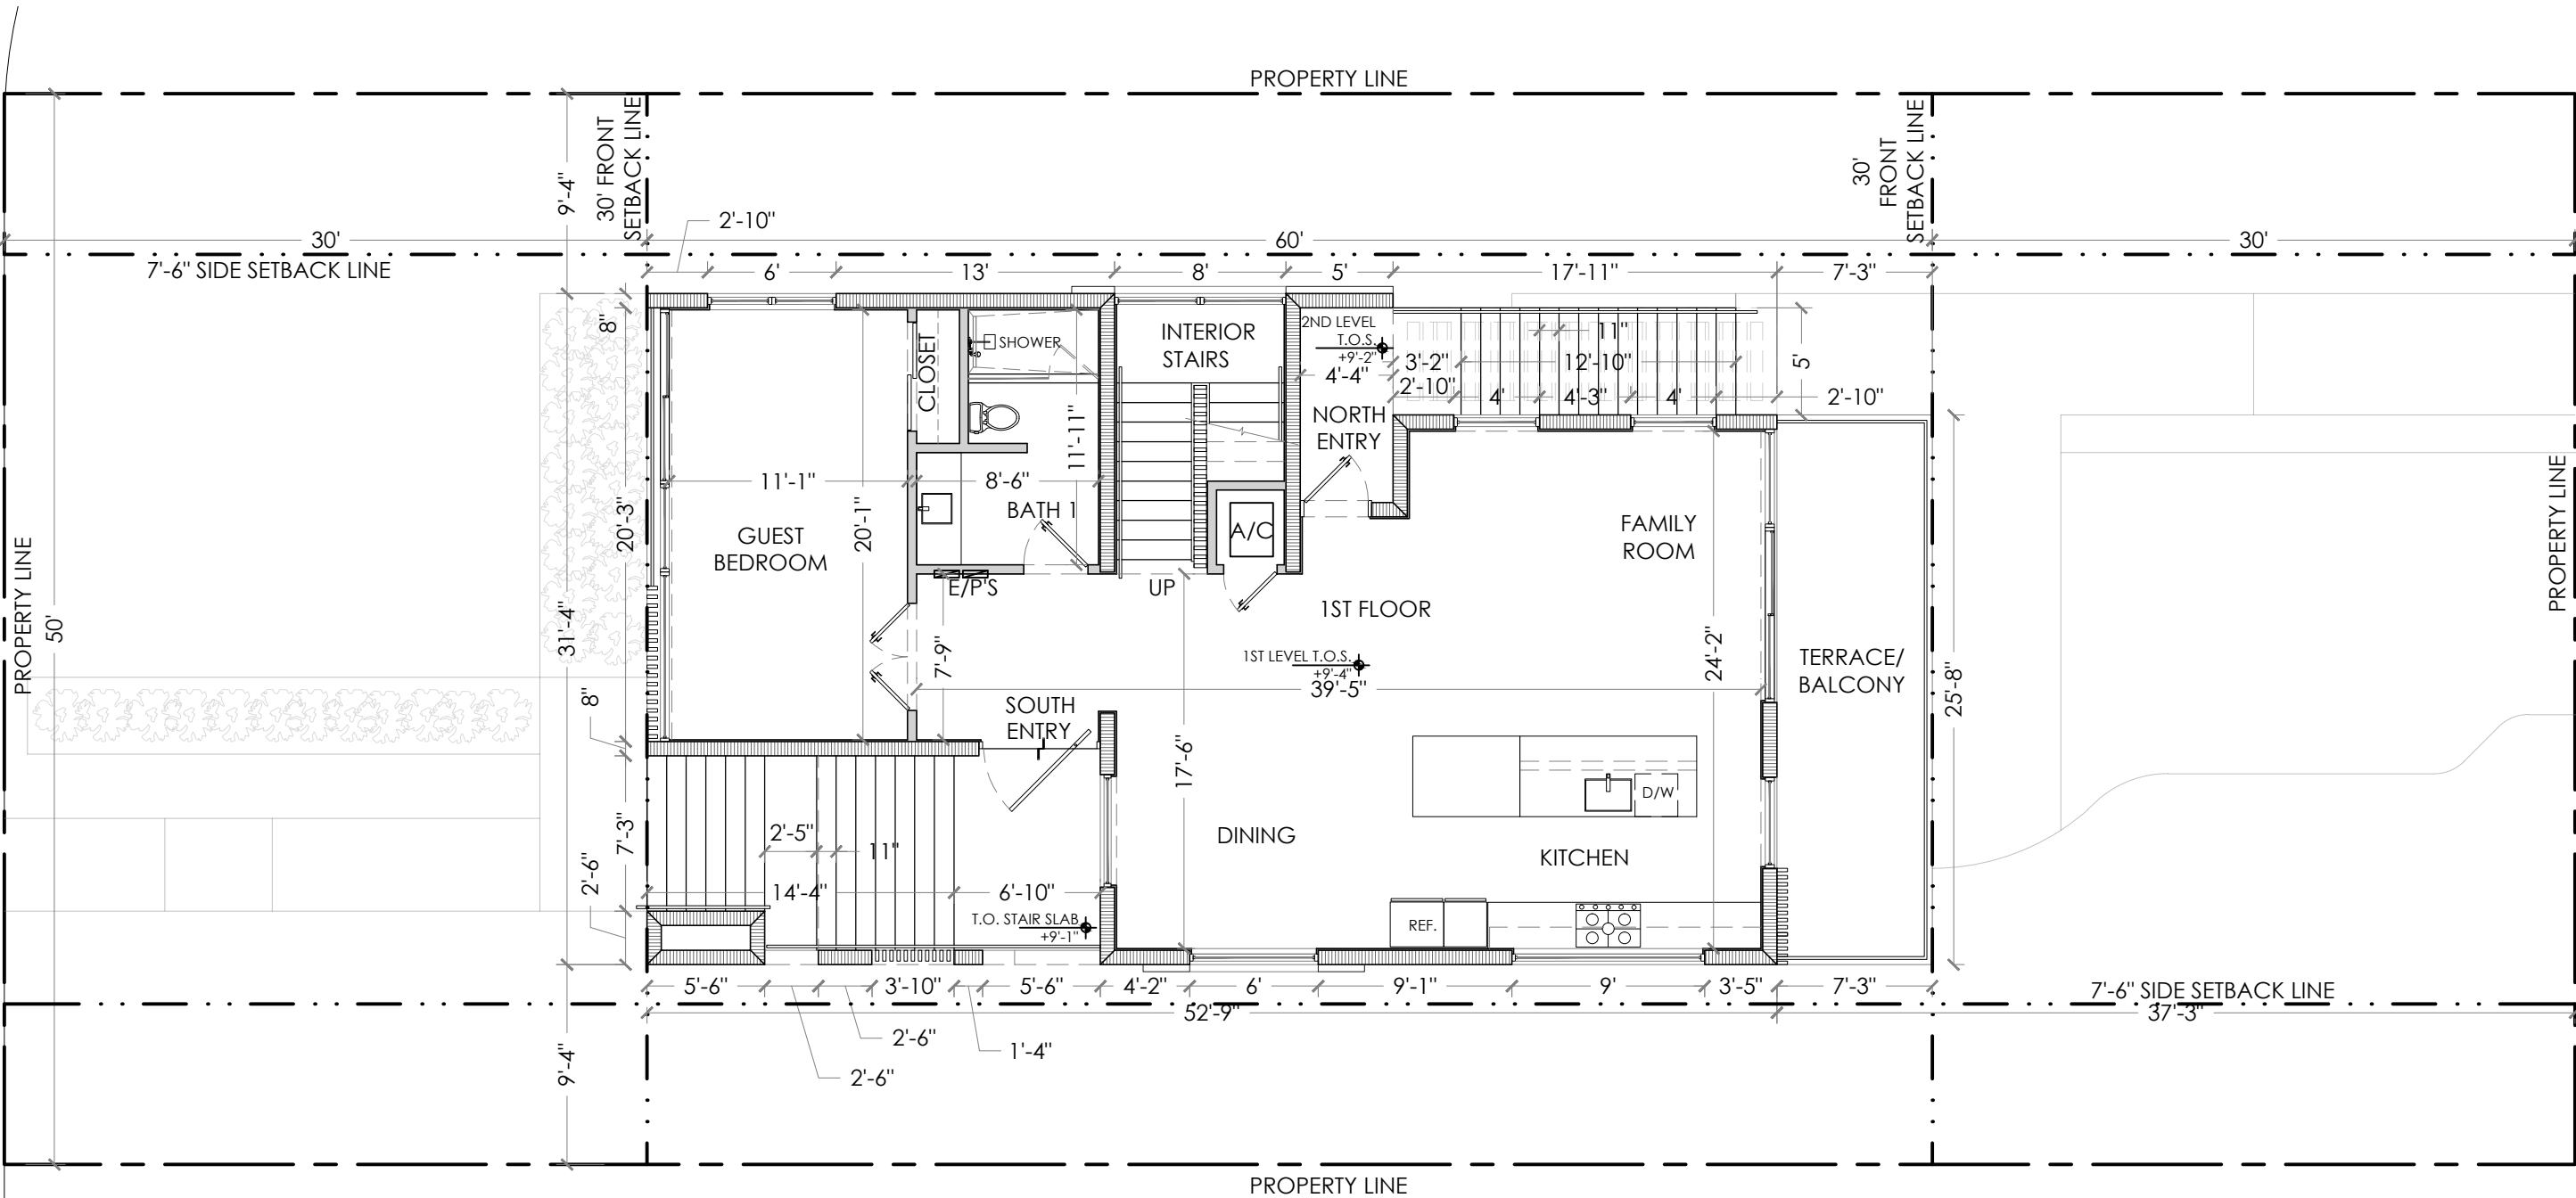 PROPERTY LINE
30' FRONT
SETBACK LINE
30'
FRONT
SETBACK LINE
9'-4"
2'-10"
30'
60'
30'
7'-6" SIDE SETBACK LINE
6'
13'
8'
5'
17'-11"
7'-3"
8"
CLOSET
SHOWER
INTERIOR
STAIRS
2ND LEVEL
T.O.S.
+9'-2"
4'-4"
11"
3'-2"
12'-10"
5'
2'-10"
4'
4'-3"
4'
2'-10"
NORTH
ENTRY
11'-11"
11'-1"
8'-6"
BATH 1
GUEST
BEDROOM
20'-1"
20'-3"
A/C
FAMILY
ROOM
E/P'S
UP
1ST FLOOR
PROPERTY LINE
50'
31'-4"
7'-9"
1ST LEVEL T.O.S.
+9'-4"
39'-5"
24'-2"
TERRACE/
BALCONY
25'-8"
PROPERTY LINE
8"
SOUTH
ENTRY
17'-6"
D/W
2'-5"
11"
7'-3"
DINING
KITCHEN
2'-6"
14'-4"
6'-10"
T.O. STAIR SLAB
+9'-1"
REF.
5'-6"
3'-10"
5'-6"
4'-2"
6'
9'-1"
9'
3'-5"
7'-3"
7'-6" SIDE SETBACK LINE
52'-9"
37'-3"
2'-6"
1'-4"
2'-6"
9'-4"
PROPERTY LINE